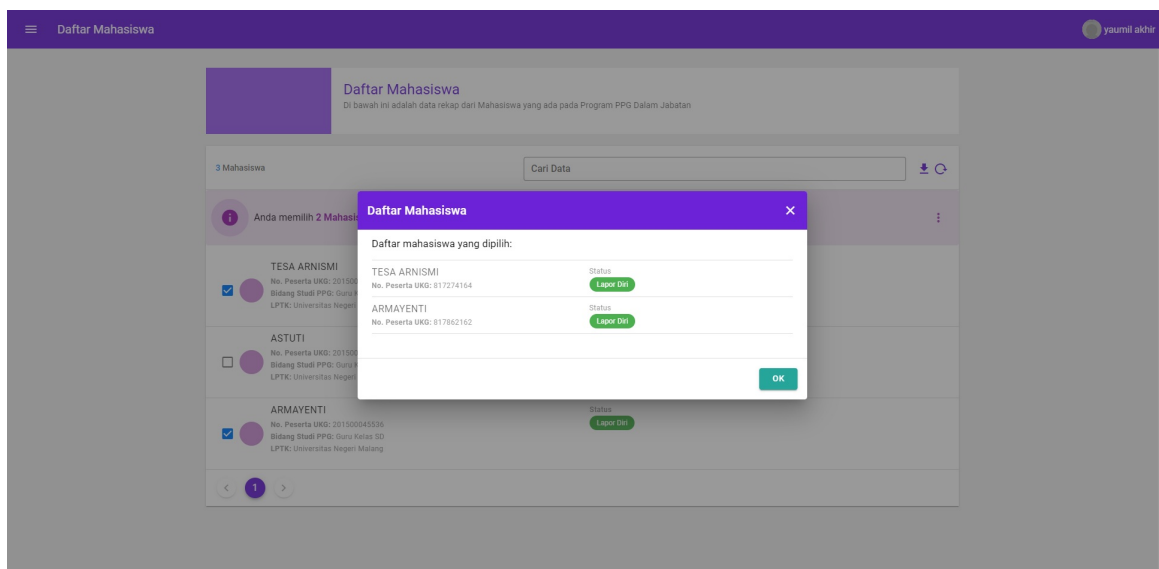 Daftar Mahasiswa
yaumil akhir
Daftar Mahasiswa
Di bawah ini adalah data rekap dari Mahasiswa yang ada pada Program PPG Dalam Jabatan
3 Mahasiswa
Cari Data
Anda memilih 2
TESA ARNISMI
No. Peserta UKG:
Bidang Studi PPG: Guru
LPTK: Universitas Negeri
ASTUTI
No. Peserta UKG:
Bidang Studi PPG: Guru
LPTK: Universitas Negeri
ARMAYENTI
No. Peserta UKG: 201500045536
Bidang Studi PPG: Guru Kelas SD
LPTK: Universitas Negeri Malang
Status
Lapor Diri
1
Daftar Mahasiswa
Daftar mahasiswa yang dipilih:
TESA ARNISMI
No. Peserta UKG: 817274164
Status
Lapor Diri
ARMAYENTI
No. Peserta UKG: 817862162
Status
Lapor Diri
OK